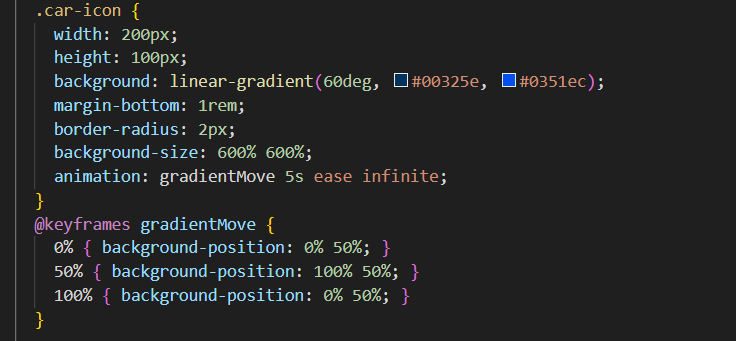 .car-icon {
width: 200px;
height: 100px;
background: linear-gradient(60deg, #00325e, #0351ec);
margin-bottom: 1rem;
border-radius: 2px;
background-size: 600% 600%;
animation: gradientMove 5s ease infinite;
}
@keyframes gradientMove {
0% { background-position: 0% 50%; }
50% { background-position: 100% 50%; }
100% { background-position: 0% 50%; }
}